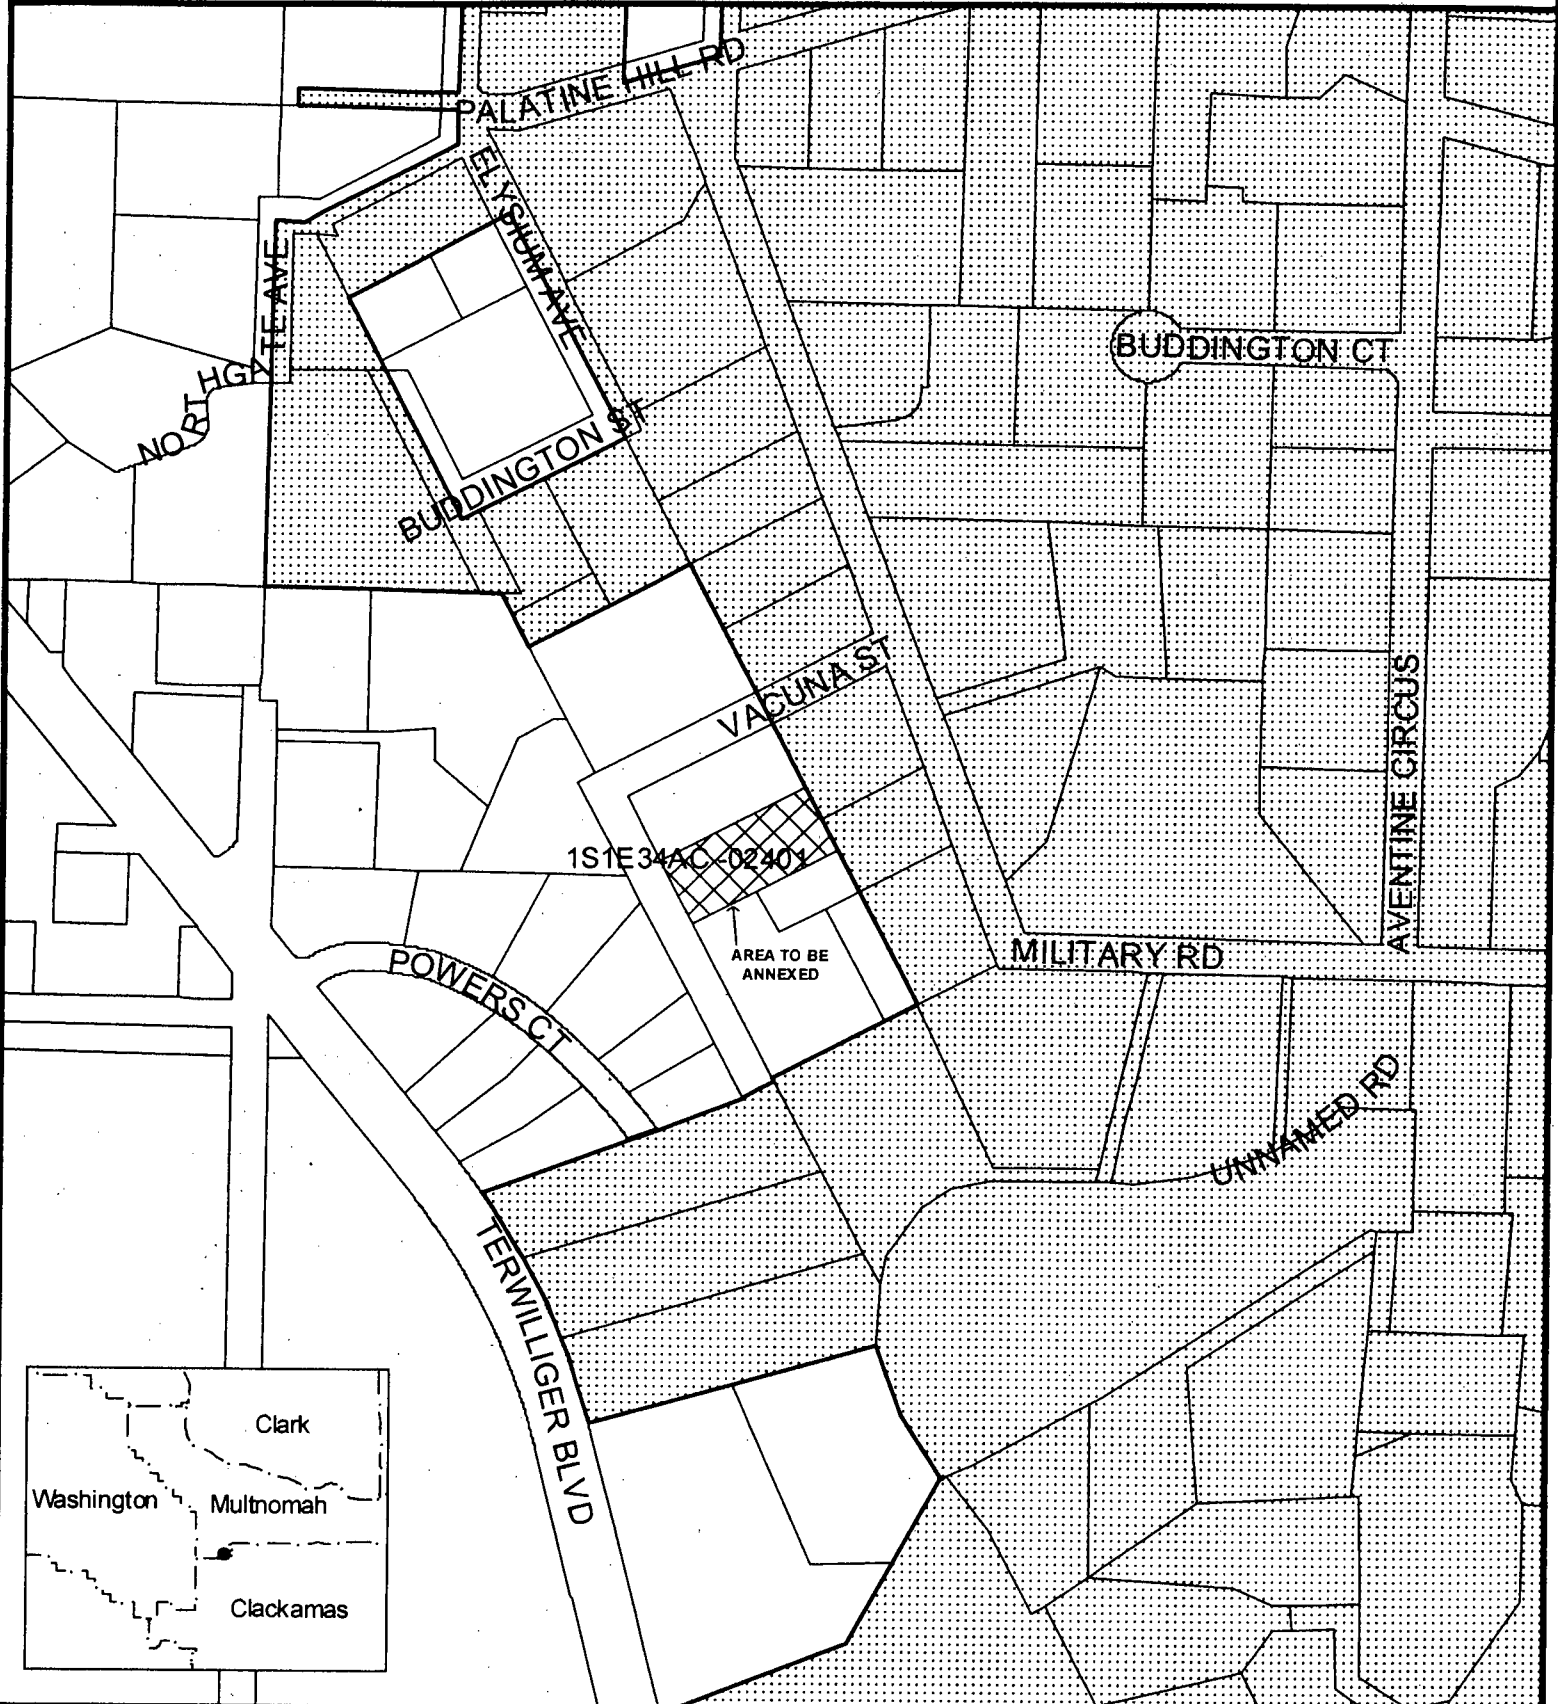 PALATINE HILL RD
ELYSIUM AVE
NORTHGATE AVE
BUDDINGTON CT
BUDDINGTON ST
VACUNA ST
AVENTINE CIRCUS
1S1E34AC -02401
AREA TO BE
ANNEXED
MILITARY RD
POWERS CT
UNNAMED RD
TERWILLIGER BLVD
Clark
Washington
Multnomah
Clackamas